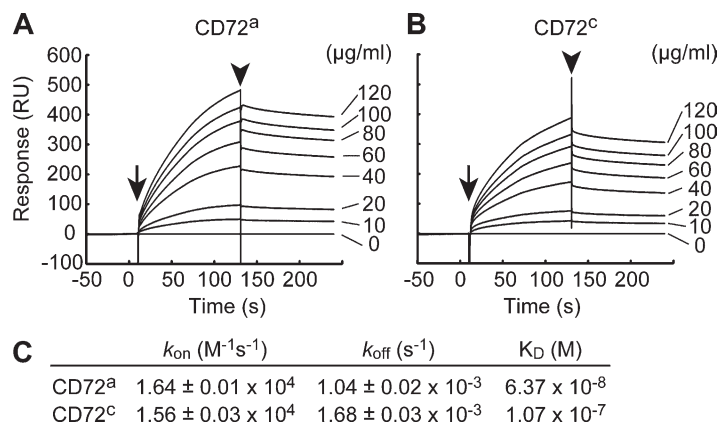 A CD72ᵃ (μg/ml)
Response (RU)
600
500
400
300
200
100
0
-100
120
100
80
60
40
20
10
0
-50 0 50 100 150 200
Time (s)
B CD72ᶜ (μg/ml)
120
100
80
60
40
20
10
0
-50 0 50 100 150 200
Time (s)
C kon (M⁻¹s⁻¹) koff (s⁻¹) KD (M)
CD72ᵃ 1.64 ± 0.01 x 10⁴ 1.04 ± 0.02 x 10⁻³ 6.37 x 10⁻⁸
CD72ᶜ 1.56 ± 0.03 x 10⁴ 1.68 ± 0.03 x 10⁻³ 1.07 x 10⁻⁷